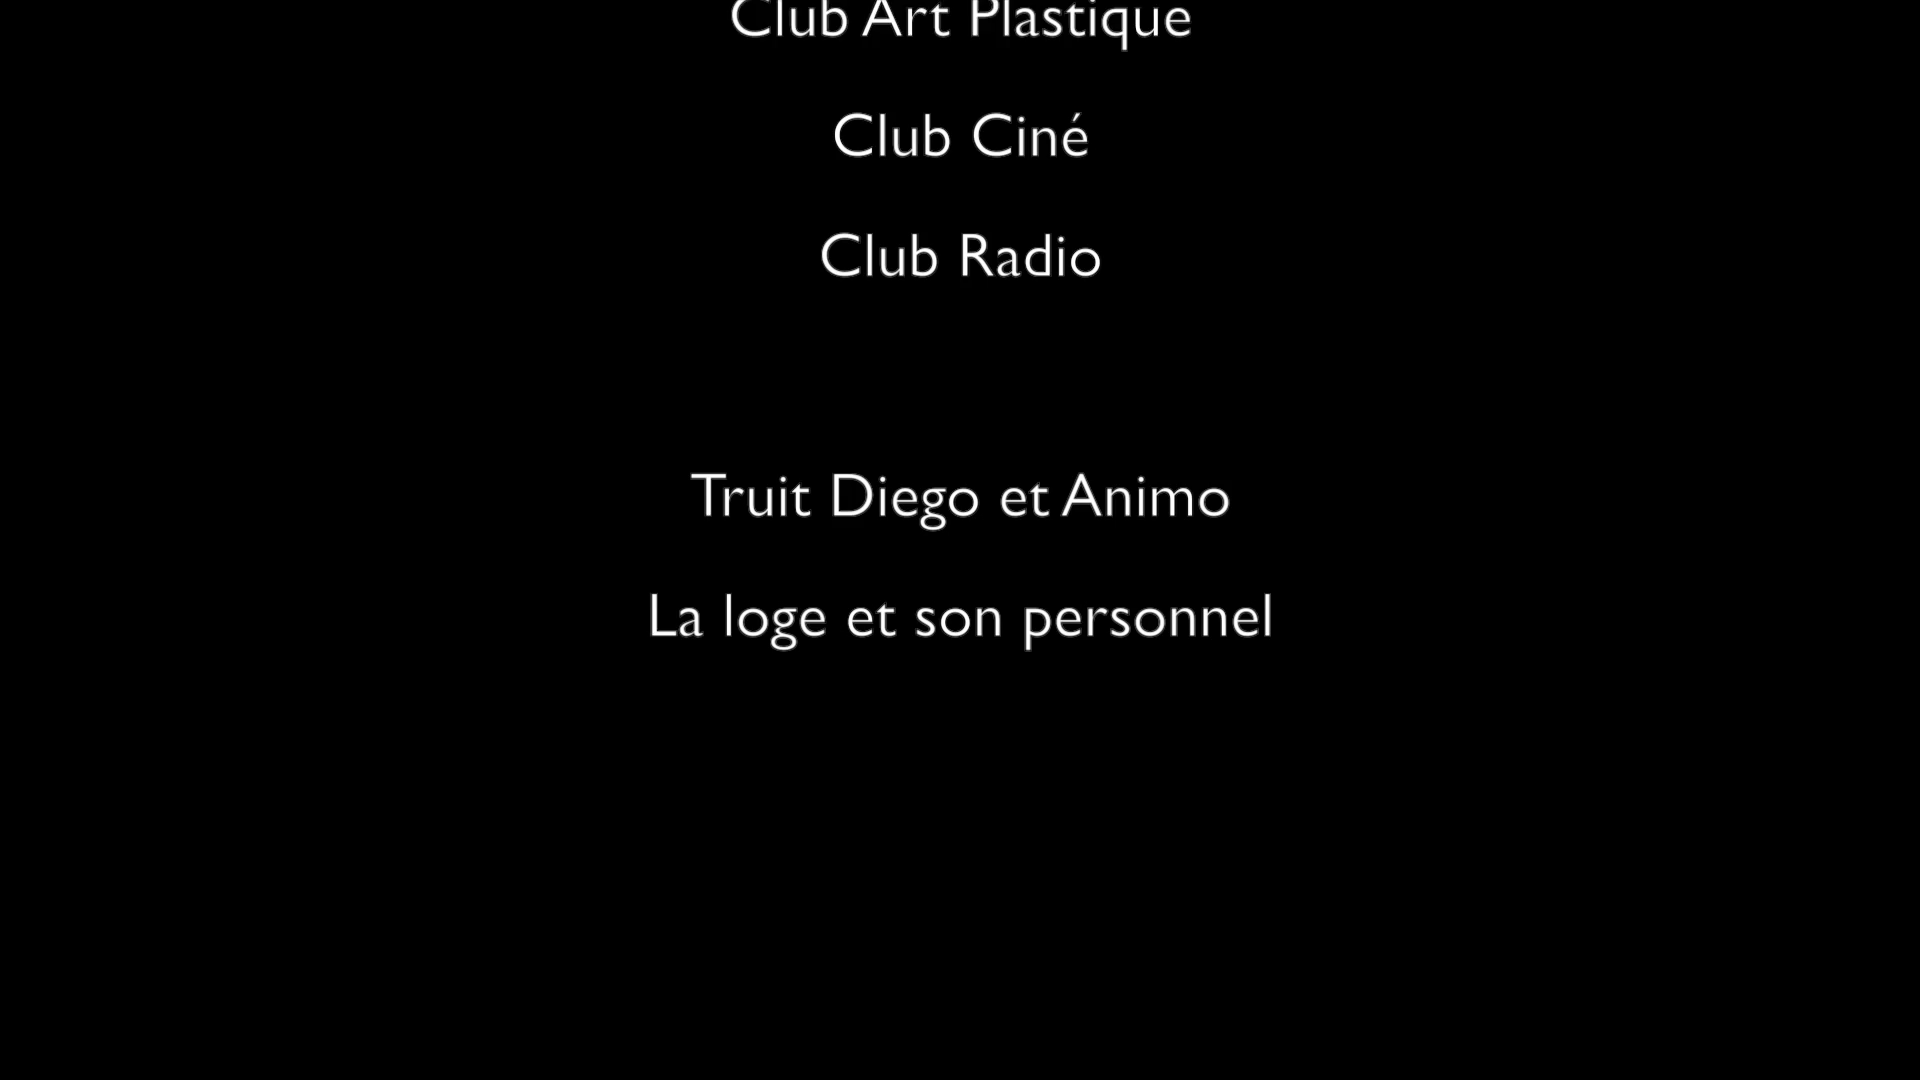 Club Art Plastique
Club Ciné
Club Radio
Truit Diego et Animo
La loge et son personnel